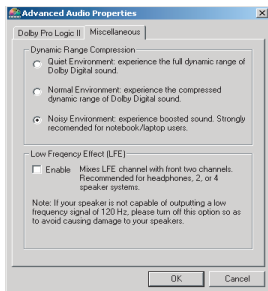 Advanced Audio Properties
Dolby Pro Logic II
Miscellaneous
Dynamic Range Compression
Quiet Environment: experience the full dynamic range of
Dolby Digital sound.
Normal Environment: experience the compressed
dynamic range of Dolby Digital sound.
Noisy Environment: experience boosted sound. Strongly
recomended for notebook/laptop users.
Low Freqency Effect (LFE)
Enable
Mixes LFE channel with front two channels.
Recommended for headphones, 2, or 4
speaker systems.
Note: If your speaker is not capable of outputting a low
frequency signal of 120 Hz, please turn off this option so as
to avoid causing damage to your speakers.
OK
Cancel